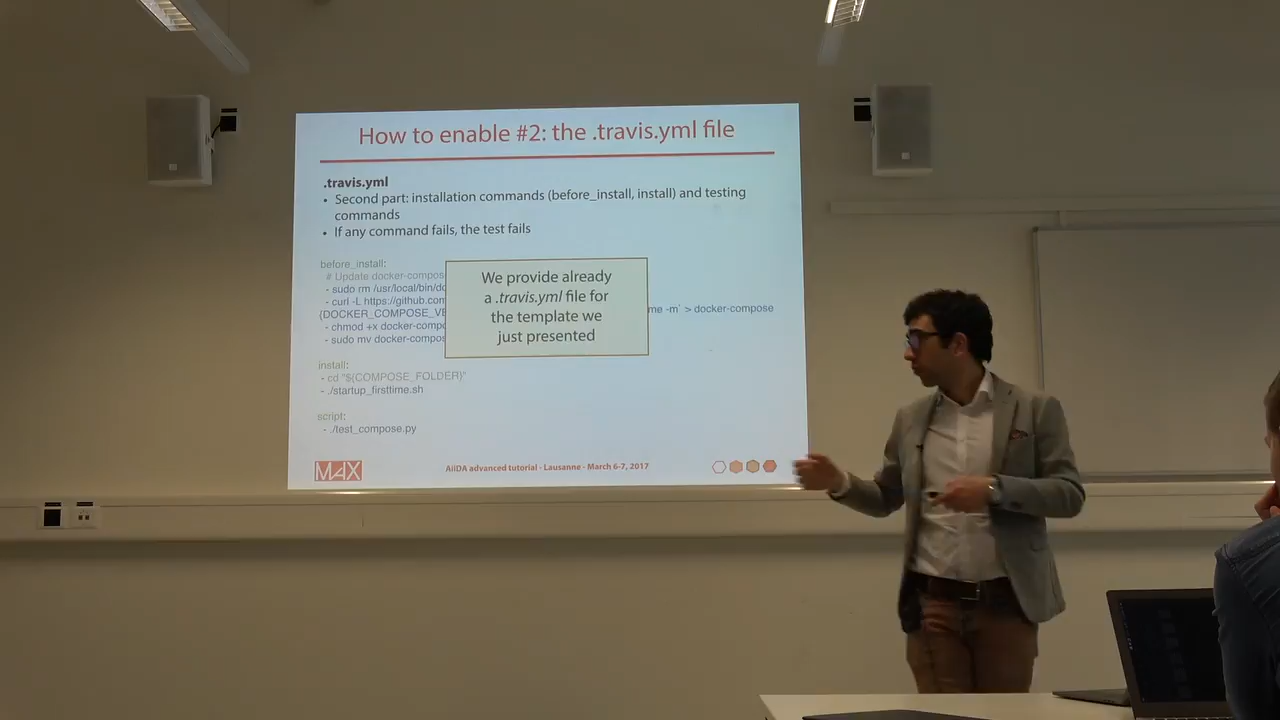 How to enable #2: the .travis.yml file
.travis.yml
• Second part: installation commands (before_install, install) and testing
commands
• If any command fails, the test fails
before_install:
# Update docker-compos
- sudo rm /usr/local/bin/do
- curl -L https://github.com
{DOCKER_COMPOSE_VE me -m` > docker-compose
- chmod +x docker-compo
- sudo mv docker-compos
We provide already
a .travis.yml file for
the template we
just presented
install:
- cd "${COMPOSE_FOLDER}"
- ./startup_firsttime.sh
script:
- ./test_compose.py
MAX
AiiDA advanced tutorial - Lausanne - March 6-7, 2017